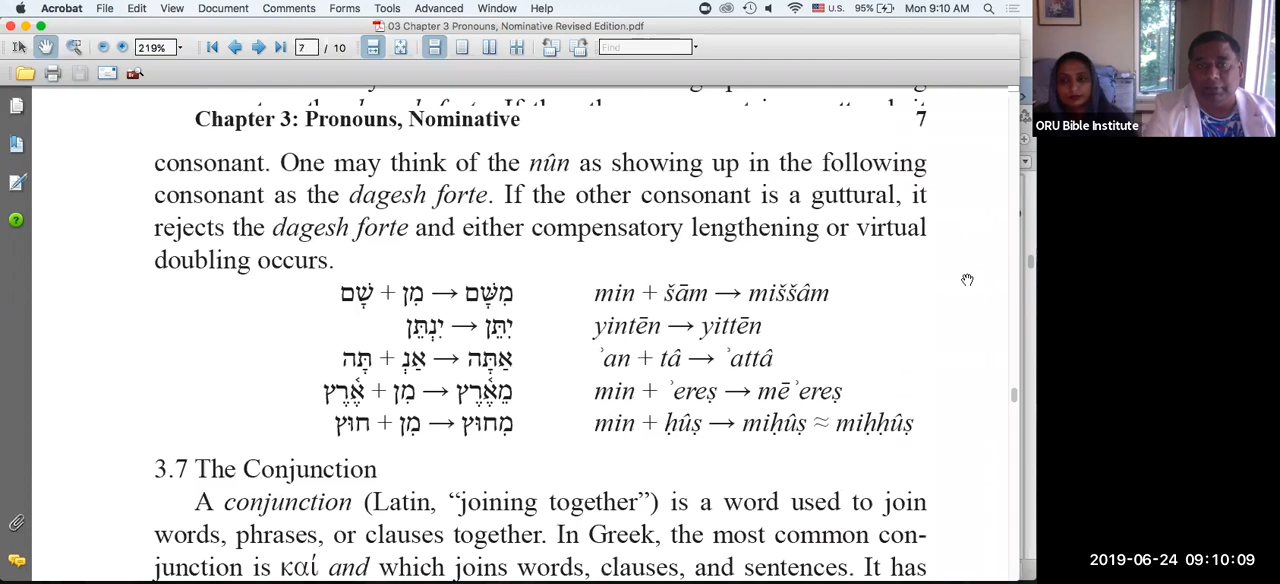 Acrobat File Edit View Document Comments Forms Tools Advanced Window Help U.S. 95% Mon 9:10 AM
03 Chapter 3 Pronouns, Nominative Revised Edition.pdf
219% 7 / 10 Find
Chapter 3: Pronouns, Nominative 7
ORU Bible Institute
consonant. One may think of the nûn as showing up in the following
consonant as the dagesh forte. If the other consonant is a guttural, it
rejects the dagesh forte and either compensatory lengthening or virtual
doubling occurs.
מִן + שָׁם → מִשָּׁם min + šām → miššâm
יִנְתֵּן → יִתֵּן yintēn → yittēn
אַנְ + תָּה → אַתָּה ʾan + tâ → ʾattâ
מִן + אֶ֫רֶץ → מֵאֶ֫רֶץ min + ʾereṣ → mēʾereṣ
מִן + חוּץ → מִחוּץ min + ḥûṣ → miḥûṣ ≈ miḥḥûṣ
3.7 The Conjunction
A conjunction (Latin, “joining together”) is a word used to join
words, phrases, or clauses together. In Greek, the most common con-
junction is καί and which joins words, clauses, and sentences. It has
2019-06-24 09:10:09